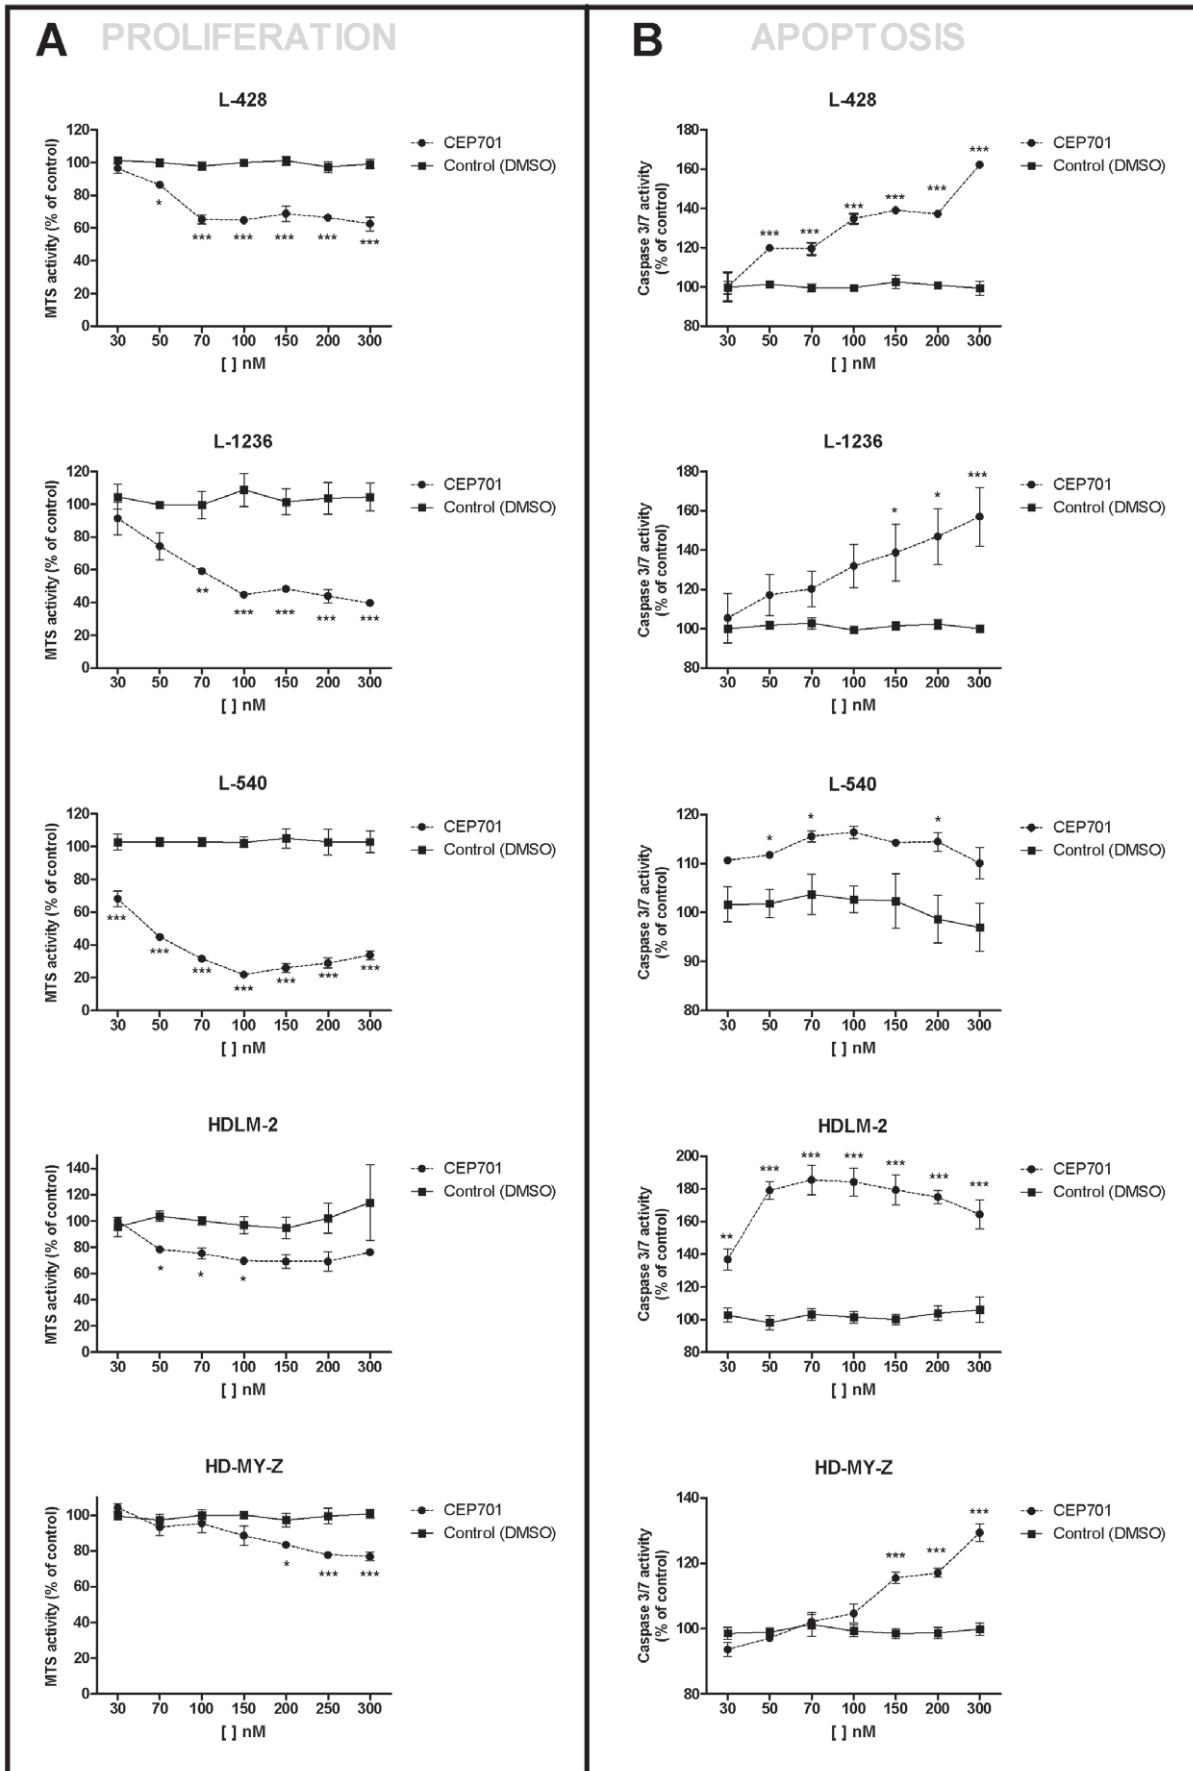 A PROLIFERATION
L-428
MTS activity (% of control)
120
100
80
60
40
20
0
* *** *** *** *** ***
30 50 70 100 150 200 300
[ ] nM
CEP701
Control (DMSO)
L-1236
MTS activity (% of control)
120
100
80
60
40
20
0
** *** *** *** ***
30 50 70 100 150 200 300
[ ] nM
CEP701
Control (DMSO)
L-540
MTS activity (% of control)
120
100
80
60
40
20
0
*** *** *** *** *** *** ***
30 50 70 100 150 200 300
[ ] nM
CEP701
Control (DMSO)
HDLM-2
MTS activity (% of control)
140
120
100
80
60
40
20
0
* * *
30 50 70 100 150 200 300
[ ] nM
CEP701
Control (DMSO)
HD-MY-Z
MTS activity (% of control)
100
80
60
40
20
0
* *** ***
30 70 100 150 200 250 300
[ ] nM
CEP701
Control (DMSO)
B APOPTOSIS
L-428
Caspase 3/7 activity
(% of control)
180
160
140
120
100
80
*** *** *** *** *** ***
30 50 70 100 150 200 300
[ ] nM
CEP701
Control (DMSO)
L-1236
Caspase 3/7 activity
(% of control)
180
160
140
120
100
80
* * ***
30 50 70 100 150 200 300
[ ] nM
CEP701
Control (DMSO)
L-540
Caspase 3/7 activity
(% of control)
120
110
100
90
80
* * *
30 50 70 100 150 200 300
[ ] nM
CEP701
Control (DMSO)
HDLM-2
Caspase 3/7 activity
(% of control)
200
180
160
140
120
100
80
** *** *** *** *** *** ***
30 50 70 100 150 200 300
[ ] nM
CEP701
Control (DMSO)
HD-MY-Z
Caspase 3/7 activity
(% of control)
140
120
100
80
*** *** ***
30 50 70 100 150 200 300
[ ] nM
CEP701
Control (DMSO)